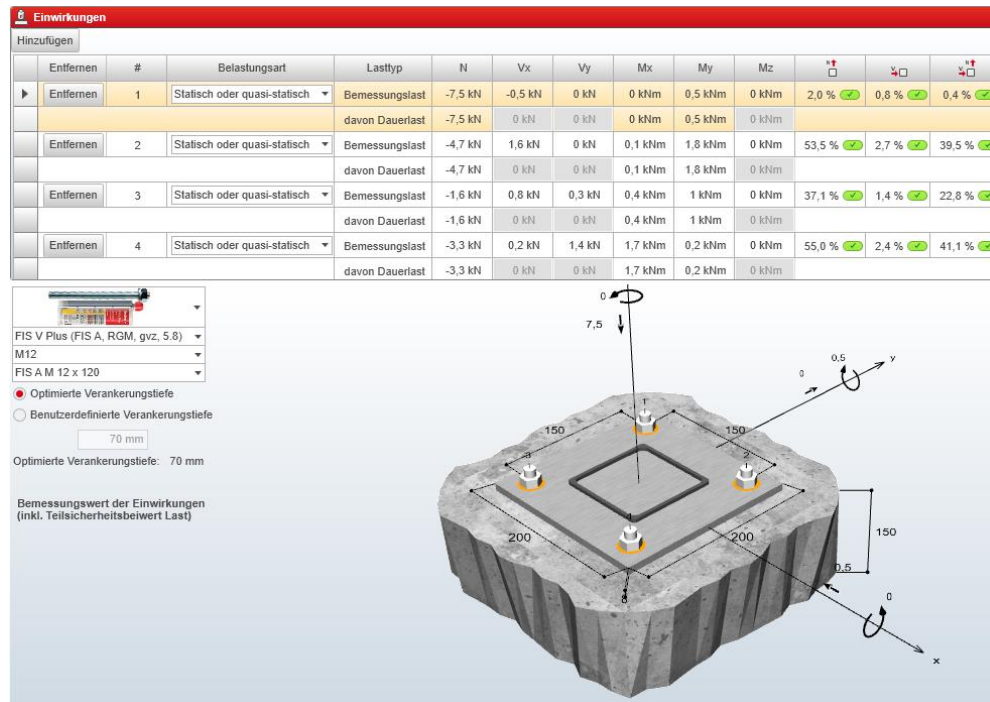 Einwirkungen
Hinzufügen
Entfernen # Belastungsart Lasttyp N Vx Vy Mx My Mz
Entfernen 1 Statisch oder quasi-statisch Bemessungslast -7,5 kN -0,5 kN 0 kN 0 kNm 0,5 kNm 0 kNm 2,0 % 0,8 % 0,4 %
davon Dauerlast -7,5 kN 0 kN 0 kN 0 kNm 0,5 kNm 0 kNm
Entfernen 2 Statisch oder quasi-statisch Bemessungslast -4,7 kN 1,6 kN 0 kN 0,1 kNm 1,8 kNm 0 kNm 53,5 % 2,7 % 39,5 %
davon Dauerlast -4,7 kN 0 kN 0 kN 0,1 kNm 1,8 kNm 0 kNm
Entfernen 3 Statisch oder quasi-statisch Bemessungslast -1,6 kN 0,8 kN 0,3 kN 0,4 kNm 1 kNm 0 kNm 37,1 % 1,4 % 22,8 %
davon Dauerlast -1,6 kN 0 kN 0 kN 0,4 kNm 1 kNm 0 kNm
Entfernen 4 Statisch oder quasi-statisch Bemessungslast -3,3 kN 0,2 kN 1,4 kN 1,7 kNm 0,2 kNm 0 kNm 55,0 % 2,4 % 41,1 %
davon Dauerlast -3,3 kN 0 kN 0 kN 1,7 kNm 0,2 kNm 0 kNm
FIS V Plus (FIS A, RGM, gvz, 5.8)
M12
FIS A M 12 x 120
Optimierte Verankerungstiefe
Benutzerdefinierte Verankerungstiefe
70 mm
Optimierte Verankerungstiefe: 70 mm
Bemessungswert der Einwirkungen
(inkl. Teilsicherheitsbeiwert Last)
0
7,5
0,5 y
0
1
150 150
3 2
200 200
150
0,5
0
x